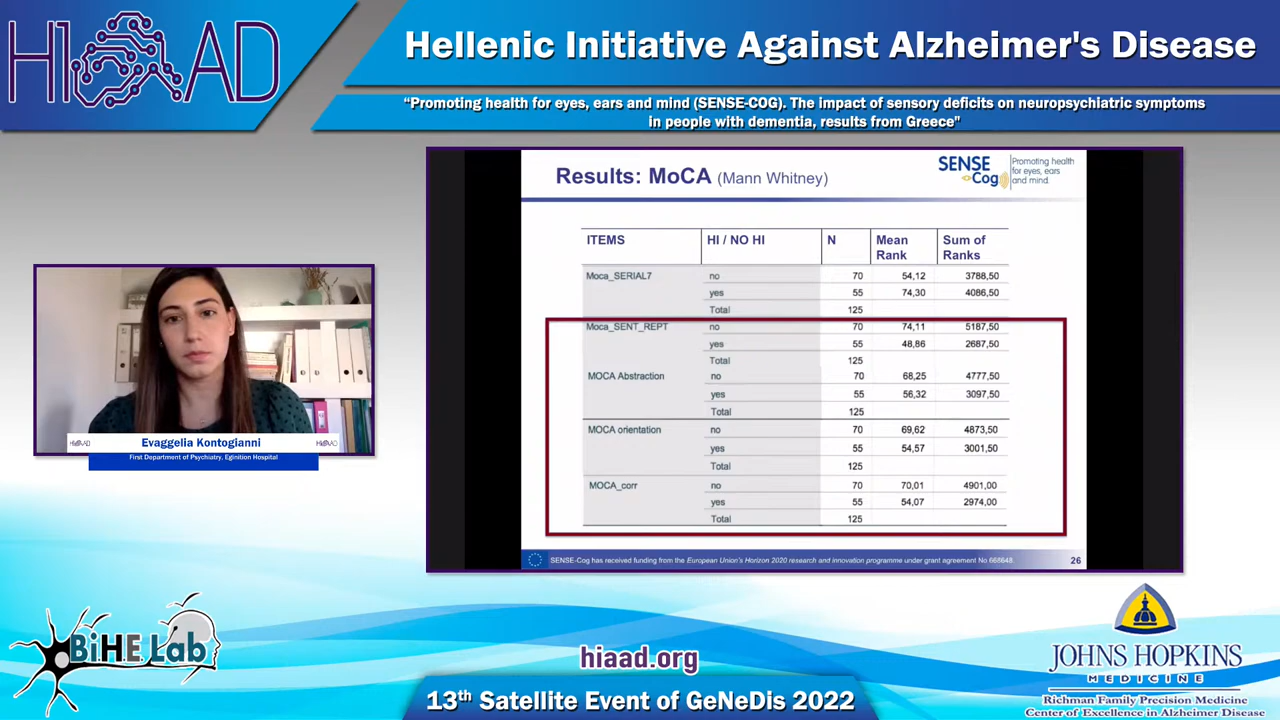 HIAAD
Hellenic Initiative Against Alzheimer's Disease
“Promoting health for eyes, ears and mind (SENSE-COG). The impact of sensory deficits on neuropsychiatric symptoms
in people with dementia, results from Greece”
Results: MoCA (Mann Whitney)
SENSE
Cog
Promoting health
for eyes, ears
and mind.
ITEMS HI / NO HI N Mean Rank Sum of Ranks
Moca_SERIAL7 no 70 54,12 3788,50
yes 55 74,30 4086,50
Total 125
Moca_SENT_REPT no 70 74,11 5187,50
yes 55 48,86 2687,50
Total 125
MOCA Abstraction no 70 68,25 4777,50
yes 55 56,32 3097,50
Total 125
MOCA orientation no 70 69,62 4873,50
yes 55 54,57 3001,50
Total 125
MOCA_corr no 70 70,01 4901,00
yes 55 54,07 2974,00
Total 125
SENSE-Cog has received funding from the European Union's Horizon 2020 research and innovation programme under grant agreement No 668648.
26
HIAAD
Evaggelia Kontogianni
HIAAD
First Department of Psychiatry, Eginition Hospital
BiHE Lab
hiaad.org
13th Satellite Event of GeNeDis 2022
JOHNS HOPKINS
MEDICINE
Richman Family Precision Medicine
Center of Excellence in Alzheimer Disease